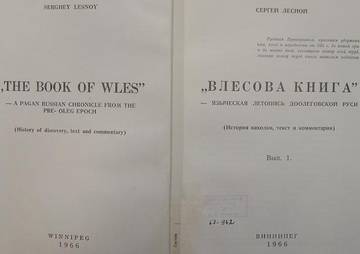 SERGHEY LESNOY
„THE BOOK OF WLES”
— A PAGAN RUSSIAN CHRONICLE FROM THE
PRE- OLEG EPOCH
(History of discovery, text and commentary)
WINNIPEG
1966
СЕРГЕЙ ЛЕСНОЙ
„ВЛЕСОВА КНИГА”
— ЯЗЫЧЕСКАЯ ЛЕТОПИСЬ ДООЛЕГОВСКОЙ РУСИ
(История находки, текст и комментарии)
Вып. 1.
ВИННИПЕГ
1966